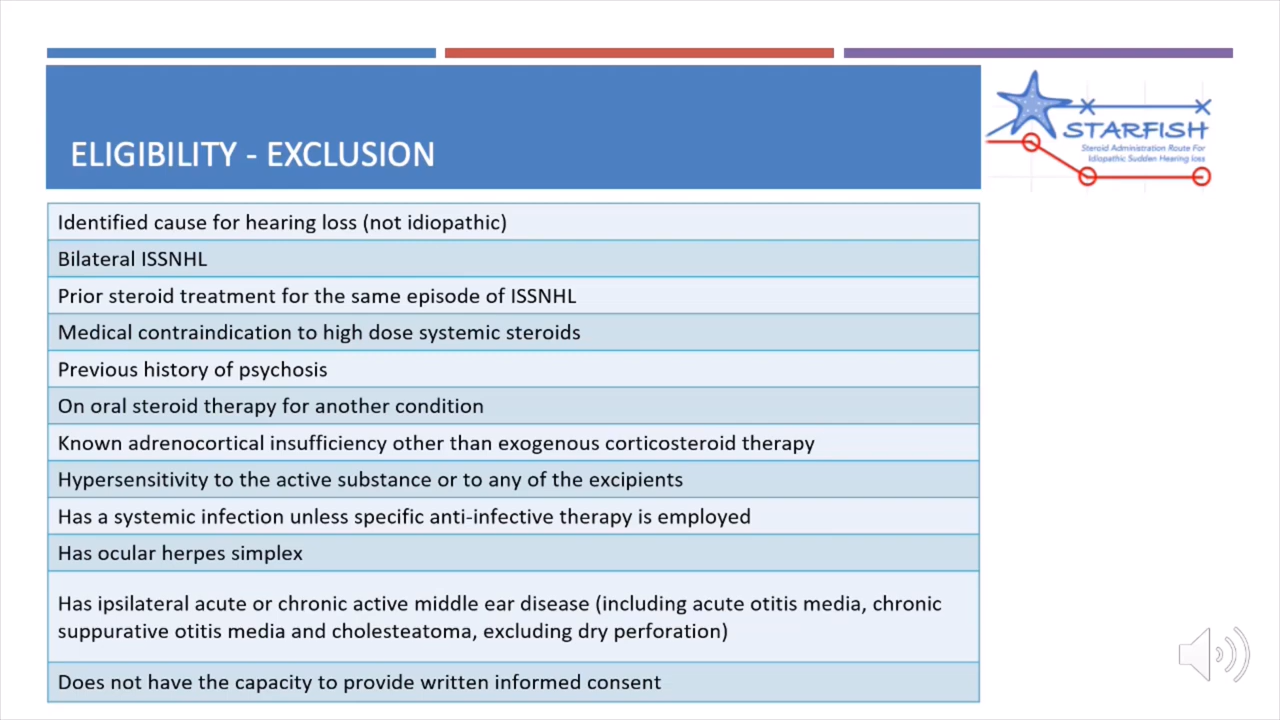 ELIGIBILITY - EXCLUSION
STARFISH
Steroid Administration Route For
Idiopathic Sudden Hearing loss
Identified cause for hearing loss (not idiopathic)
Bilateral ISSNHL
Prior steroid treatment for the same episode of ISSNHL
Medical contraindication to high dose systemic steroids
Previous history of psychosis
On oral steroid therapy for another condition
Known adrenocortical insufficiency other than exogenous corticosteroid therapy
Hypersensitivity to the active substance or to any of the excipients
Has a systemic infection unless specific anti-infective therapy is employed
Has ocular herpes simplex
Has ipsilateral acute or chronic active middle ear disease (including acute otitis media, chronic
suppurative otitis media and cholesteatoma, excluding dry perforation)
Does not have the capacity to provide written informed consent